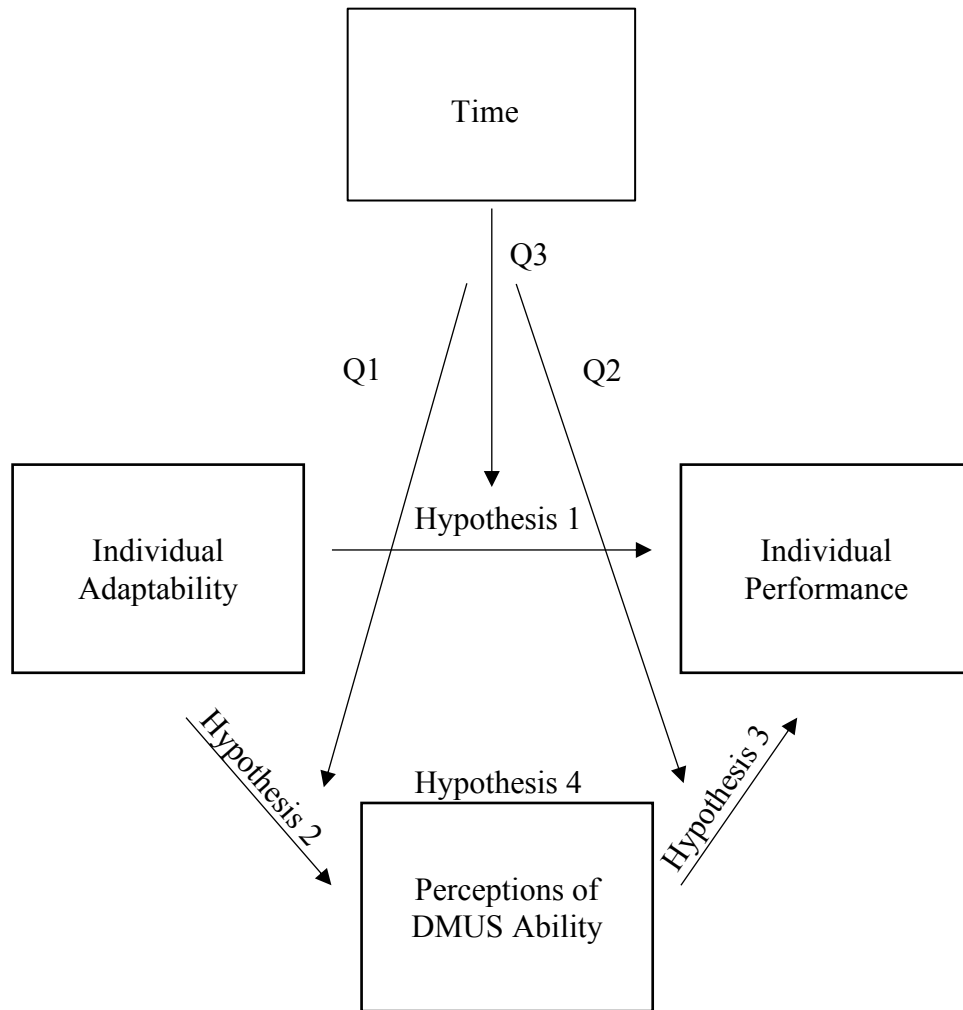 Time
Q3
Q1
Q2
Hypothesis 1
Individual
Adaptability
Individual
Performance
Hypothesis 2
Hypothesis 4
Hypothesis 3
Perceptions of
DMUS Ability